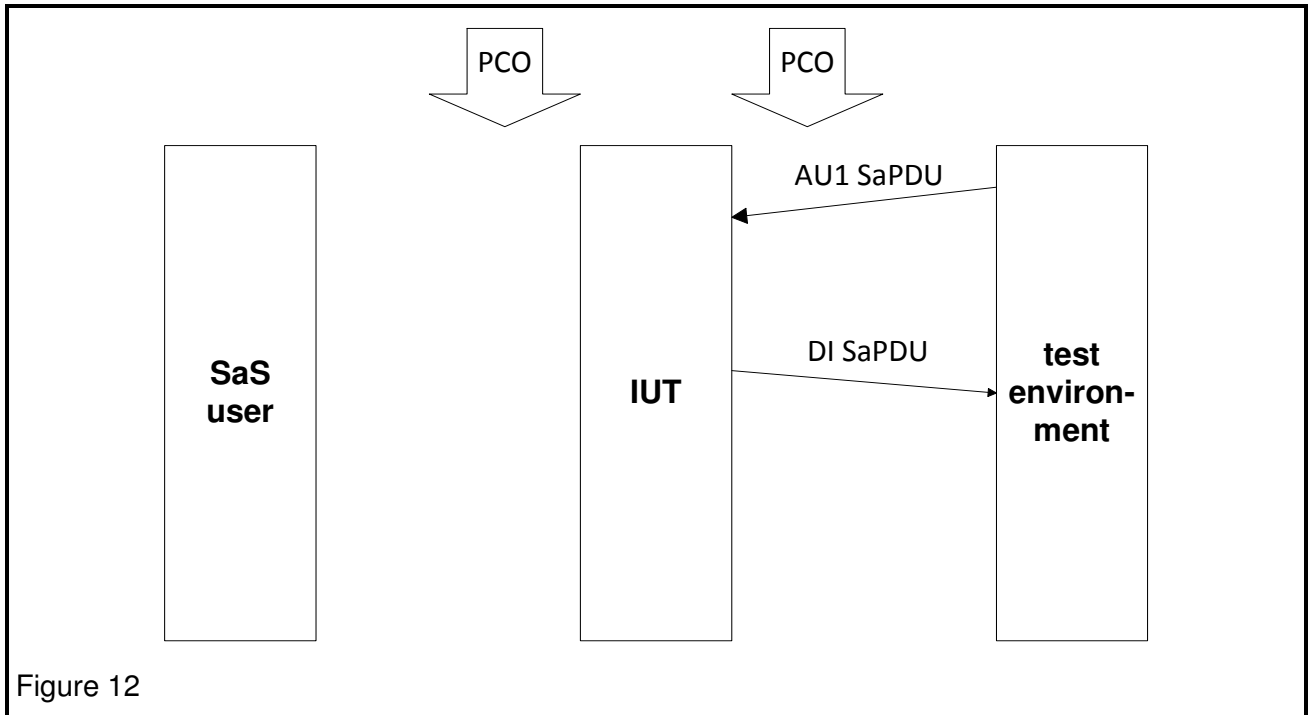 PCO
PCO
AU1 SaPDU
DI SaPDU
SaS
user
IUT
test
environ-
ment
Figure 12